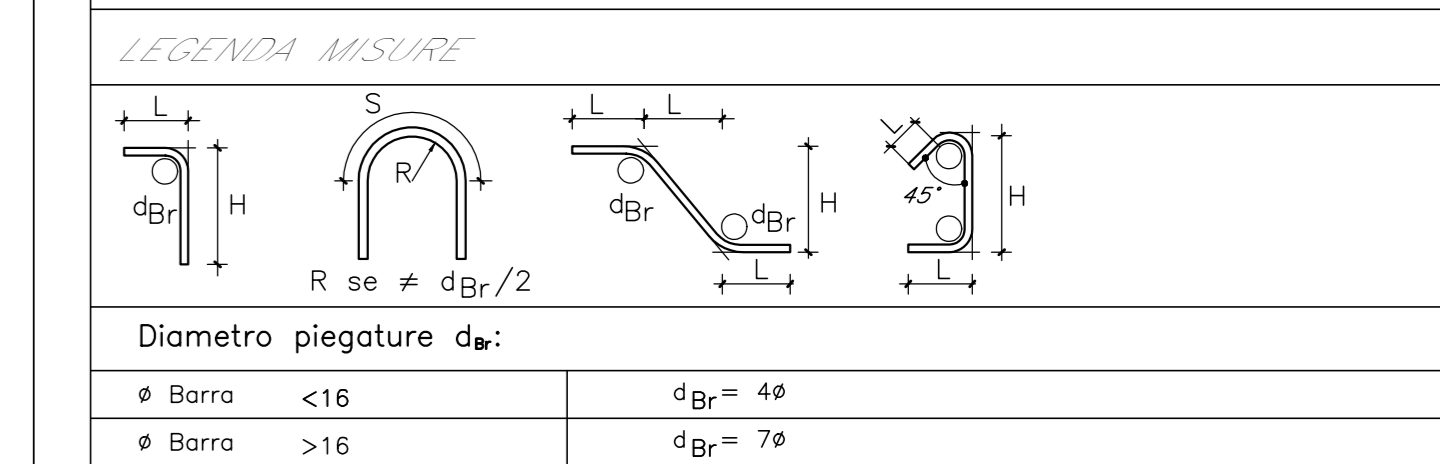 LEGENDA MISURE
L
dBr
H
S
R
R se ≠ dBr/2
L L
dBr
dBr
H
L
L
45°
H
L
Diametro piegature dBr:
ø Barra <16 dBr= 4ø
ø Barra >16 dBr= 7ø